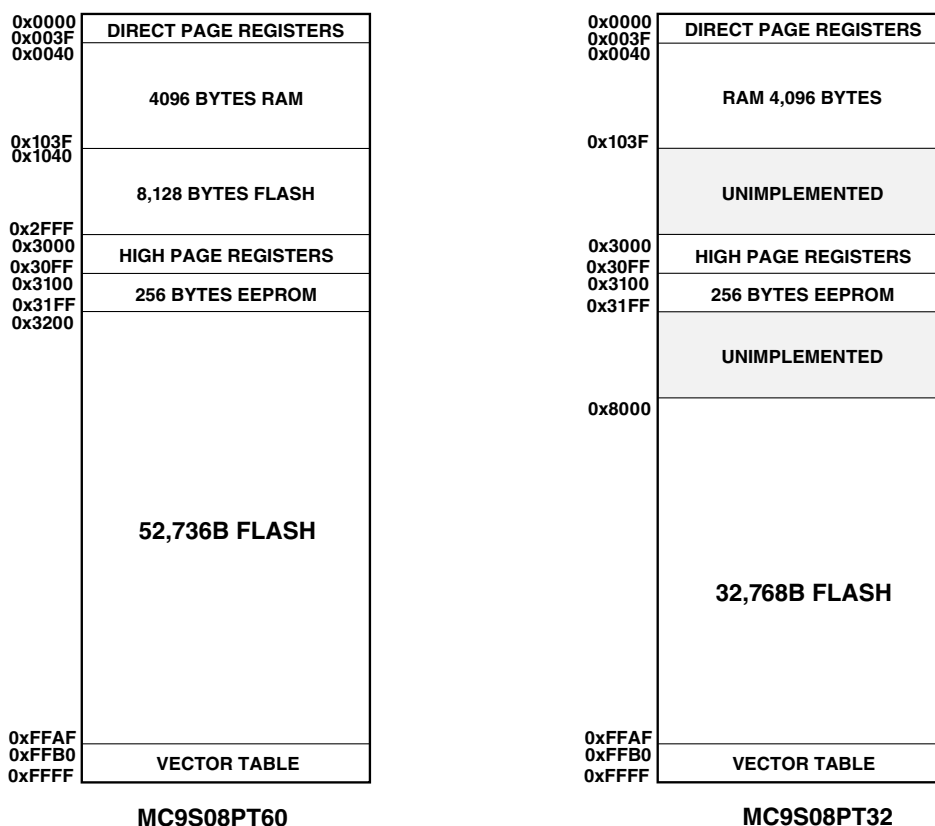 0x0000
DIRECT PAGE REGISTERS
0x003F
0x0040
4096 BYTES RAM
0x103F
0x1040
8,128 BYTES FLASH
0x2FFF
0x3000
HIGH PAGE REGISTERS
0x30FF
0x3100
256 BYTES EEPROM
0x31FF
0x3200
52,736B FLASH
0xFFAF
0xFFB0
VECTOR TABLE
0xFFFF
MC9S08PT60
0x0000
DIRECT PAGE REGISTERS
0x003F
0x0040
RAM 4,096 BYTES
0x103F
UNIMPLEMENTED
0x3000
HIGH PAGE REGISTERS
0x30FF
0x3100
256 BYTES EEPROM
0x31FF
UNIMPLEMENTED
0x8000
32,768B FLASH
0xFFAF
0xFFB0
VECTOR TABLE
0xFFFF
MC9S08PT32